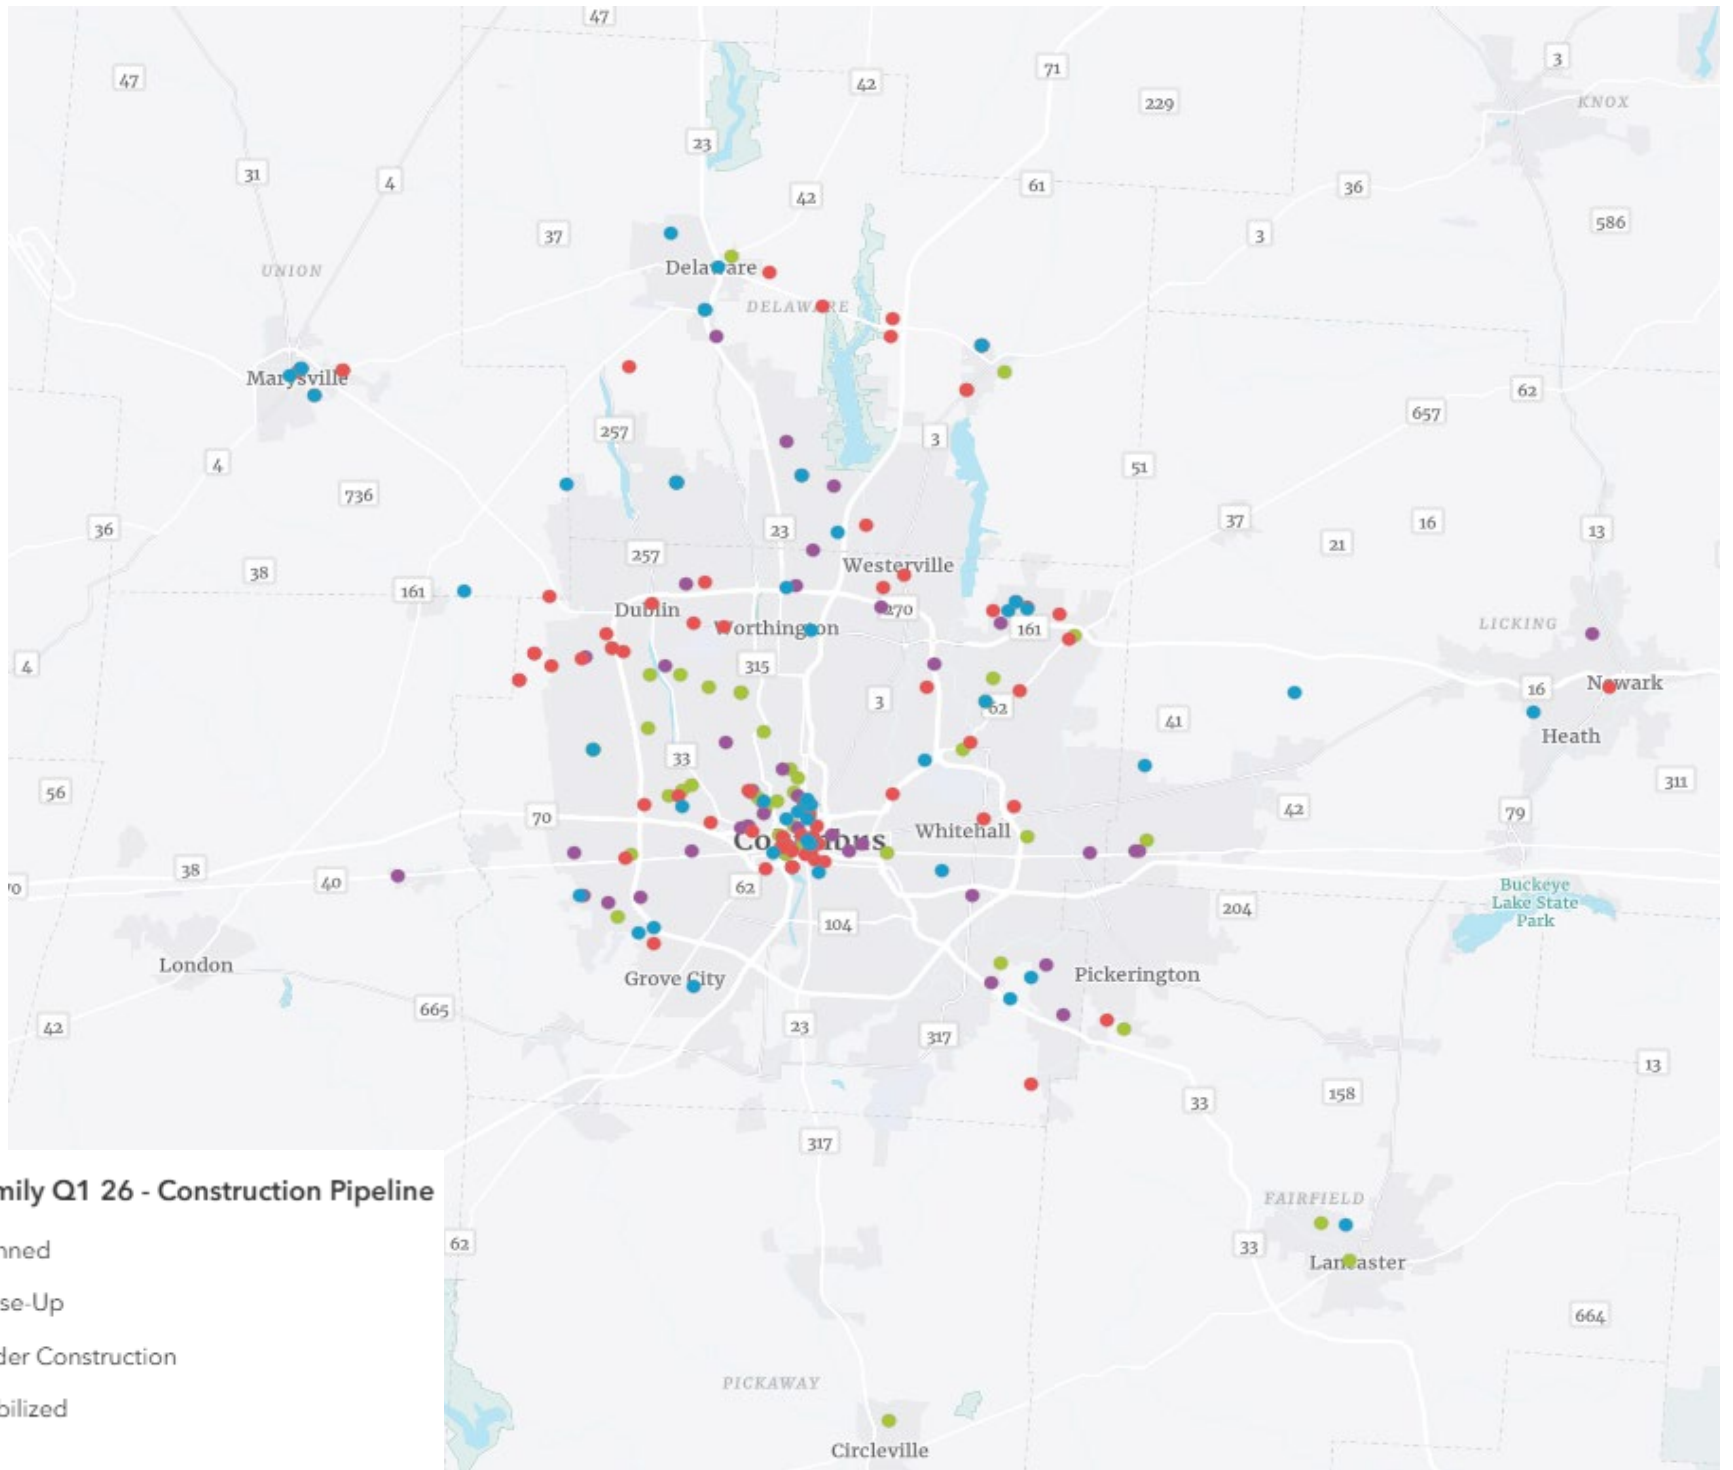 47
47
42
71
3
229
KNOX
23
31
4
42
61
36
586
37
3
UNION
Delaware
DELAWARE
Marysville
62
657
257
3
4
51
736
36
23
37
16
13
21
257
Westerville
38
161
Dublin
270
Worthington
161
LICKING
4
315
3
62
16
Newark
41
Heath
33
56
311
70
42
79
Columbus
Whitehall
38
40
62
Buckeye
Lake State
Park
204
104
London
Grove City
Pickerington
665
42
23
317
13
33
158
317
mily Q1 26 - Construction Pipeline
FAIRFIELD
nned
62
33
Lancaster
se-Up
664
der Construction
PICKAWAY
bilized
Circleville